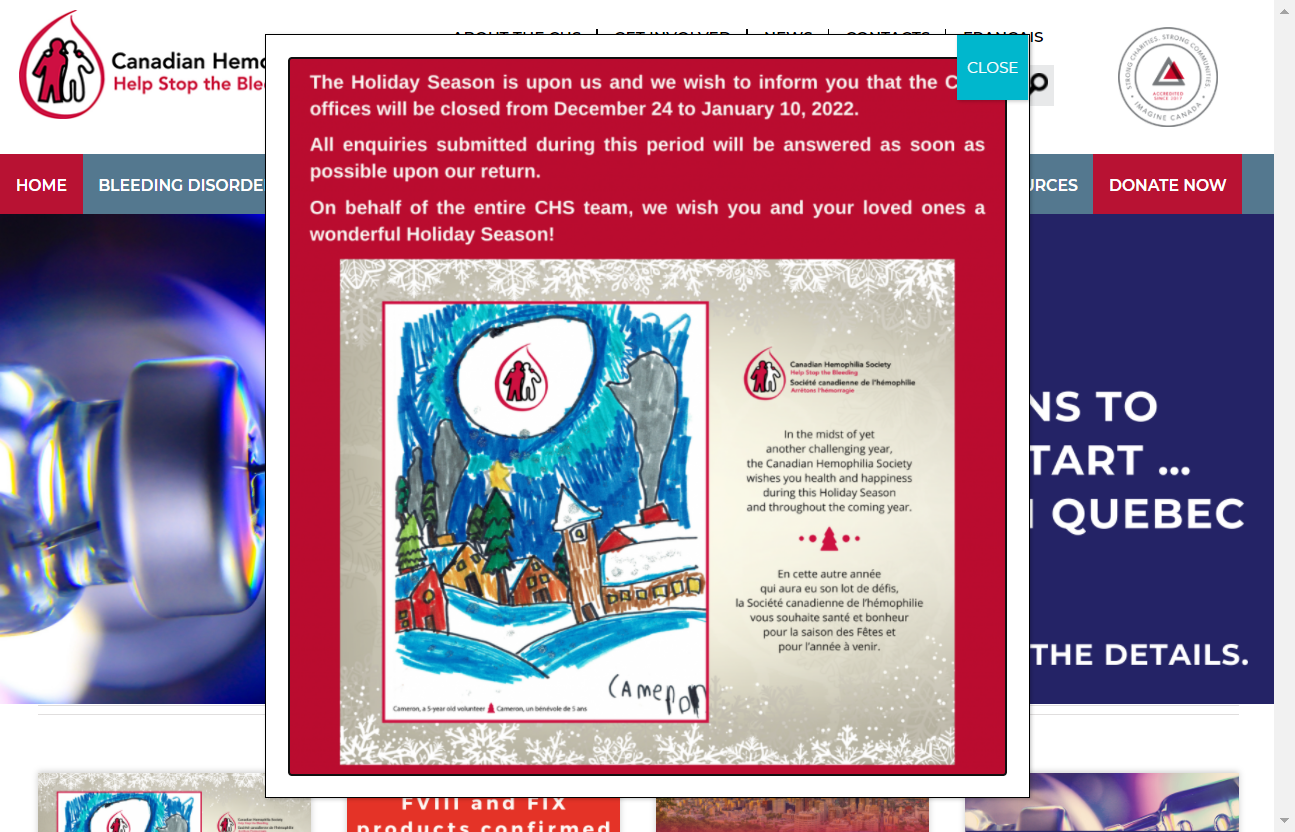 ABOUT THE CHS
GET INVOLVED
NEWS
CONTACTS
FRANÇAIS
Canadian Hemo
Help Stop the Blee
CLOSE
STRONG CHARITIES. STRONG COMMUNITIES.
ACCREDITED
SINCE 2017
IMAGINE CANADA
HOME
BLEEDING DISORDE
URCES
DONATE NOW
The Holiday Season is upon us and we wish to inform you that the C
offices will be closed from December 24 to January 10, 2022.
All enquiries submitted during this period will be answered as soon as
possible upon our return.
On behalf of the entire CHS team, we wish you and your loved ones a
wonderful Holiday Season!
Canadian Hemophilia Society
Help Stop the Bleeding
Société canadienne de l'hémophilie
Arrêtons l'hémorragie
In the midst of yet
another challenging year,
the Canadian Hemophilia Society
wishes you health and happiness
during this Holiday Season
and throughout the coming year.
En cette autre année
qui aura eu son lot de défis,
la Société canadienne de l'hémophilie
vous souhaite santé et bonheur
pour la saison des Fêtes et
pour l'année à venir.
Cameron
Cameron, a 5-year old volunteer
Cameron, un bénévole de 5 ans
NS TO
TART ...
QUEBEC
THE DETAILS.
FVIII and FIX
products confirmed